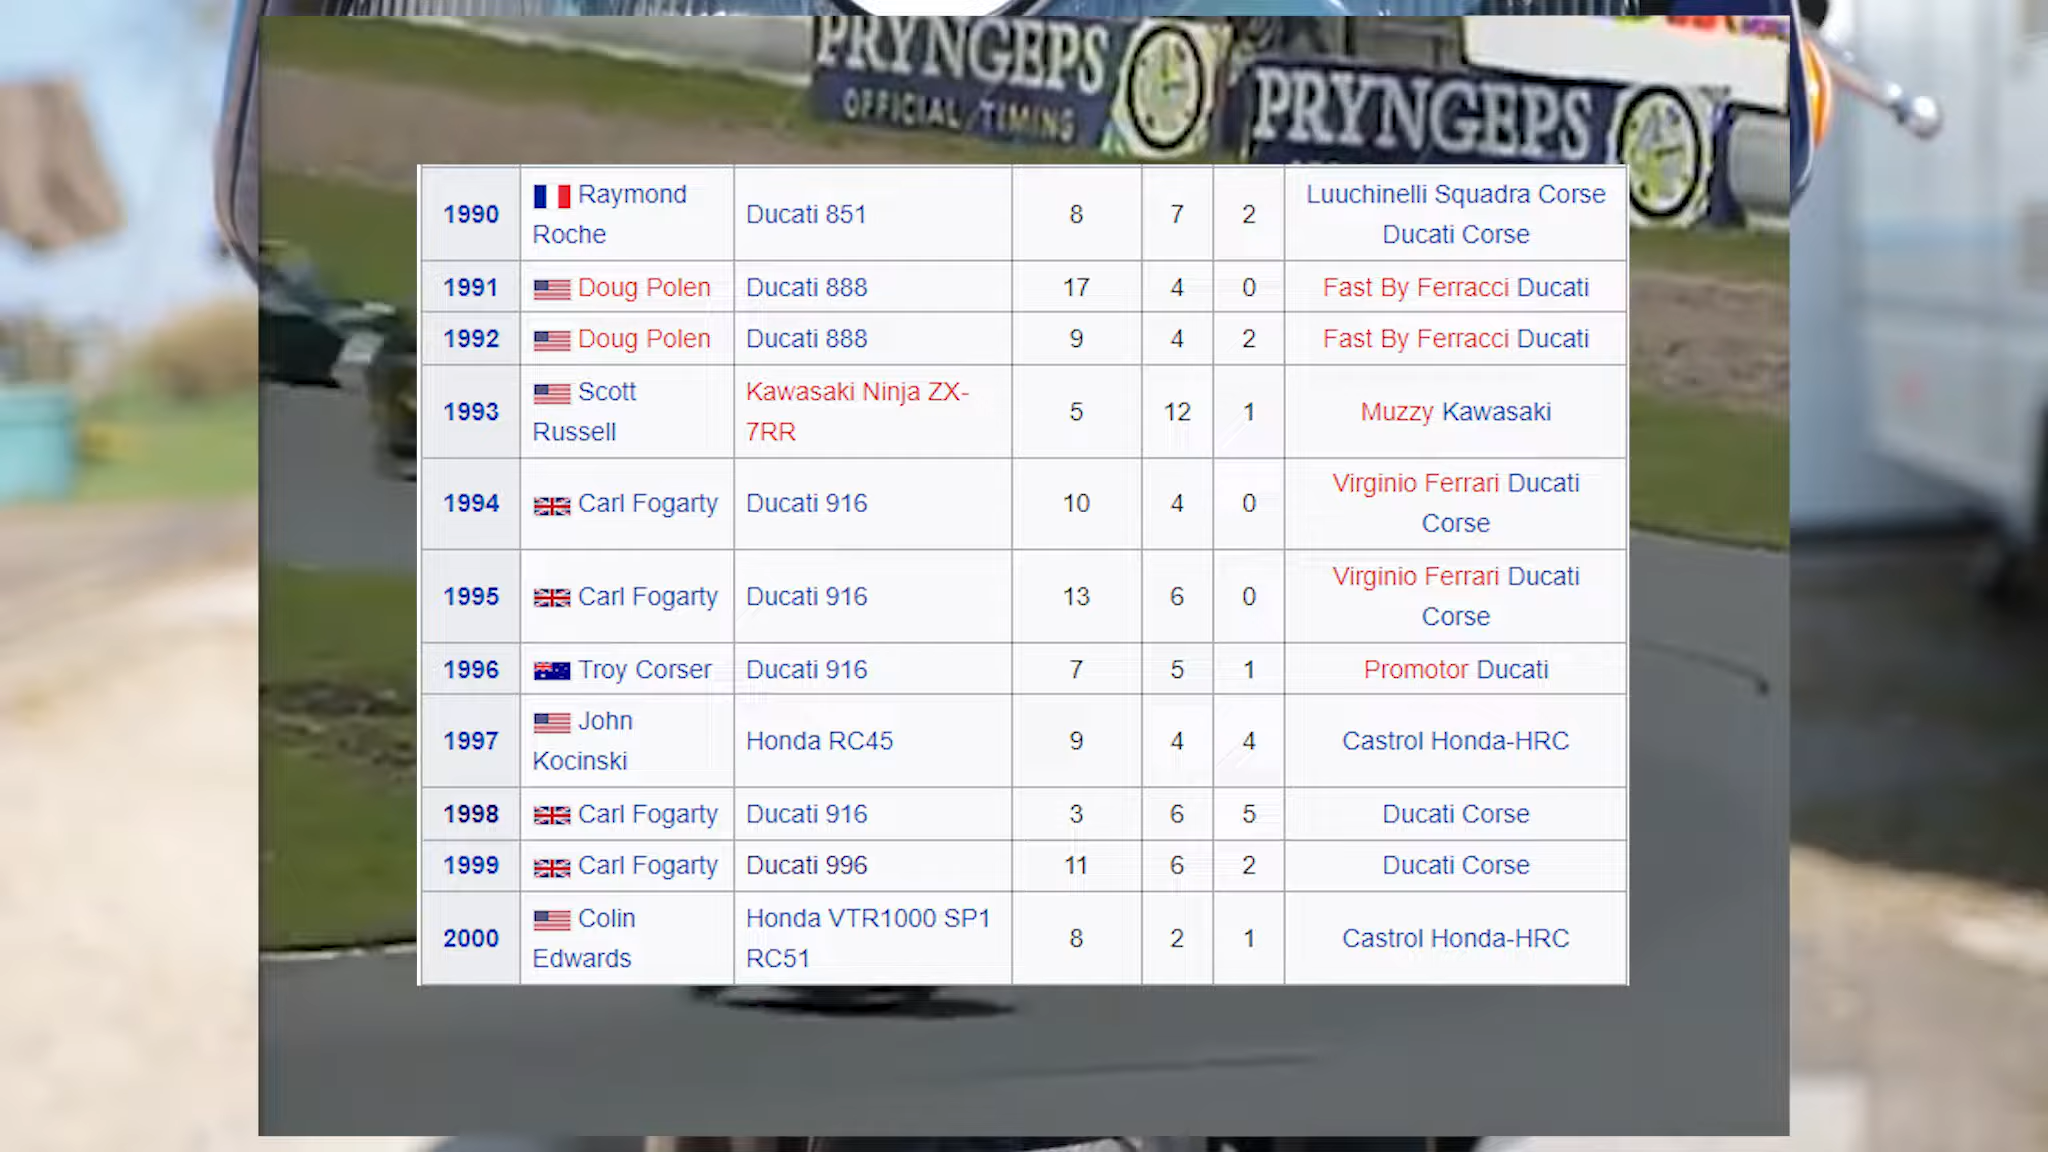 PRYNGEPS
OFFICIAL TIMING
PRYNGEPS
1990 Raymond Roche Ducati 851 8 7 2 Luuchinelli Squadra Corse Ducati Corse
1991 Doug Polen Ducati 888 17 4 0 Fast By Ferracci Ducati
1992 Doug Polen Ducati 888 9 4 2 Fast By Ferracci Ducati
1993 Scott Russell Kawasaki Ninja ZX-7RR 5 12 1 Muzzy Kawasaki
1994 Carl Fogarty Ducati 916 10 4 0 Virginio Ferrari Ducati Corse
1995 Carl Fogarty Ducati 916 13 6 0 Virginio Ferrari Ducati Corse
1996 Troy Corser Ducati 916 7 5 1 Promotor Ducati
1997 John Kocinski Honda RC45 9 4 4 Castrol Honda-HRC
1998 Carl Fogarty Ducati 916 3 6 5 Ducati Corse
1999 Carl Fogarty Ducati 996 11 6 2 Ducati Corse
2000 Colin Edwards Honda VTR1000 SP1 RC51 8 2 1 Castrol Honda-HRC